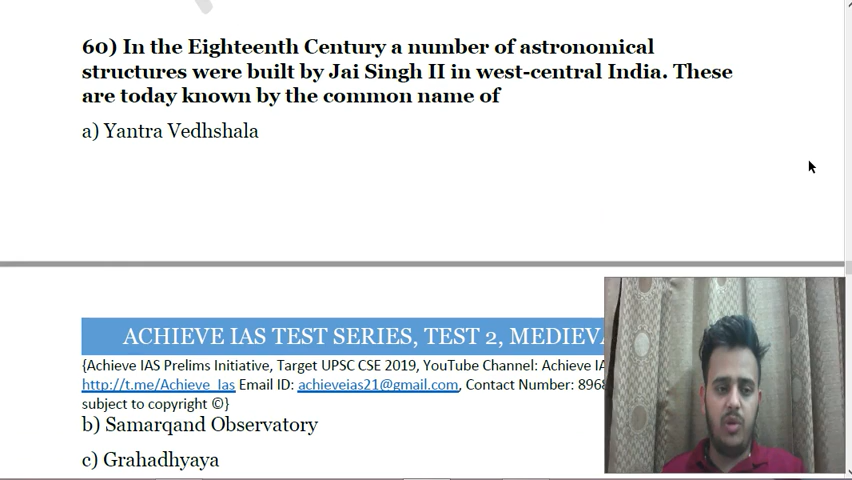 60) In the Eighteenth Century a number of astronomical
structures were built by Jai Singh II in west-central India. These
are today known by the common name of
a) Yantra Vedhshala
ACHIEVE IAS TEST SERIES, TEST 2,
{Achieve IAS Prelims Initiative, Target UPSC CSE 2019, YouTube Channel: Achieve
http://t.me/Achieve_Ias Email ID: achieveias21@gmail.com, Contact Number:
subject to copyright ©}
b) Samarqand Observatory
c) Grahadhyaya